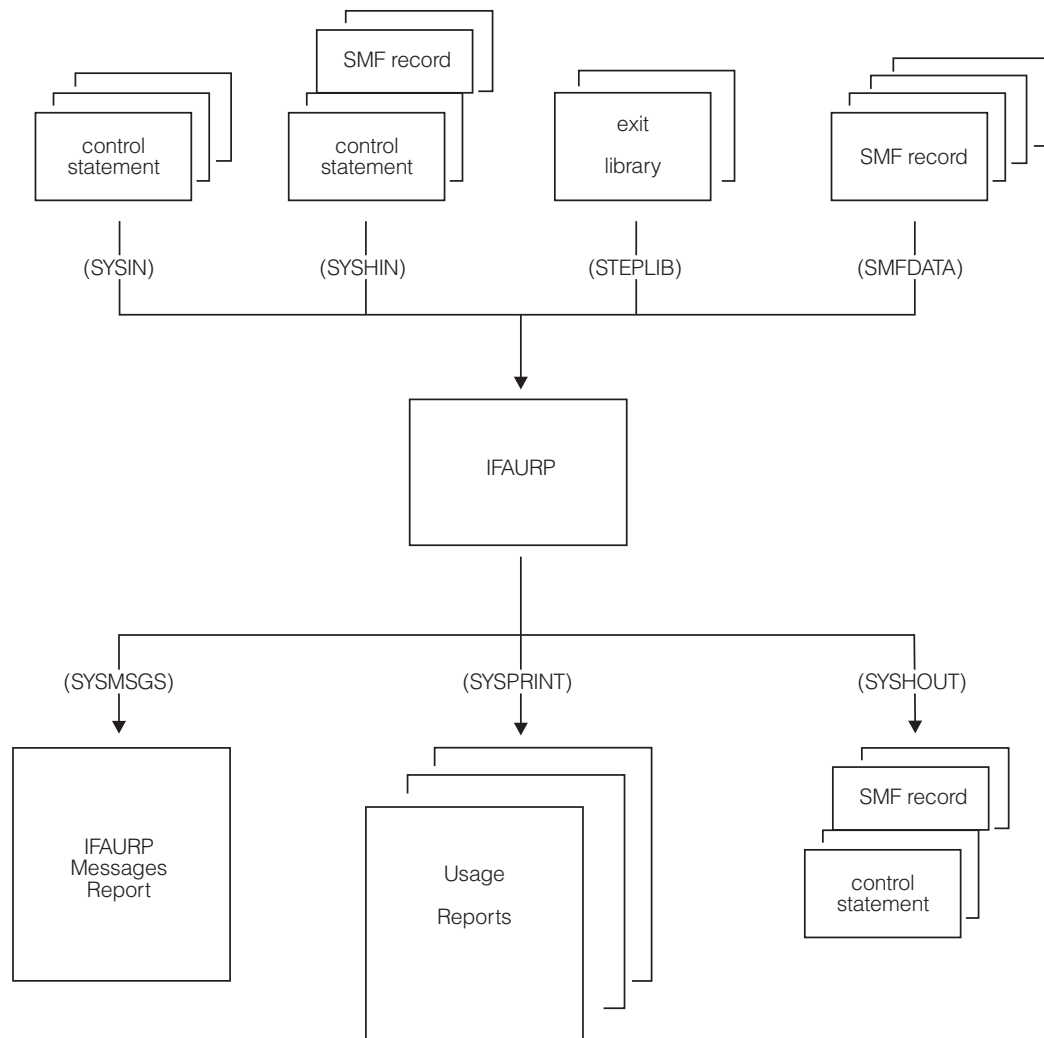 SMF record
control
statement
control
statement
exit
library
SMF record
(SYSIN)
(SYSHIN)
(STEPLIB)
(SMFDATA)
IFAURP
(SYSMSGS)
(SYSPRINT)
(SYSHOUT)
IFAURP
Messages
Report
Usage
Reports
SMF record
control
statement